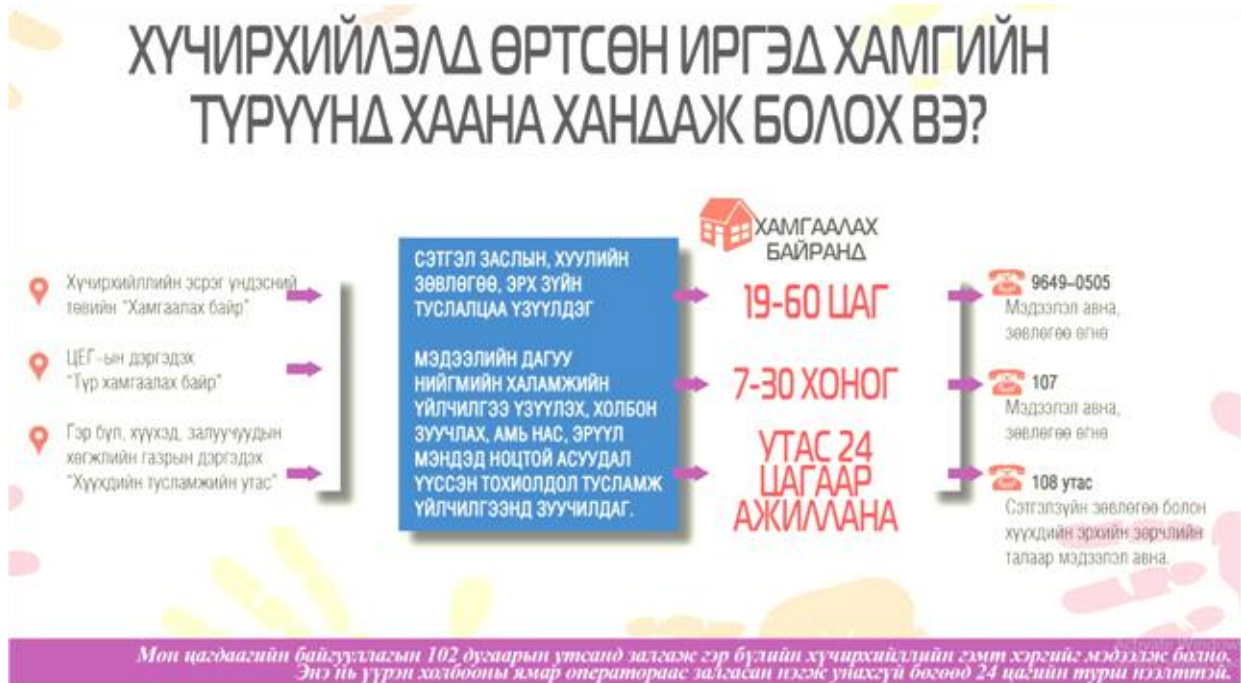 ХҮЧИРХИЙЛЭЛД ӨРТСӨН ИРГЭД ХАМГИЙН
ТҮРҮҮНД ХААНА ХАНДАЖ БОЛОХ ВЭ?
Хүчирхийллийн эсрэг үндэсний
төвийн “Хамгаалах байр”
ЦЕГ-ын дэргэдэх
“Түр хамгаалах байр”
Гэр бүл, хүүхэд, залуучуудын
хөгжлийн газрын дэргэдэх
“Хүүхдийн тусламжийн утас”
СЭТГЭЛ ЗАСЛЫН, ХУУЛИЙН
ЗӨВЛӨГӨӨ, ЭРХ ЗҮЙН
ТУСЛАЛЦАА ҮЗҮҮЛДЭГ
МЭДЭЭЛИЙН ДАГУУ
НИЙГМИЙН ХАЛАМЖИЙН
ҮЙЛЧИЛГЭЭ ҮЗҮҮЛЭХ, ХОЛБОН
ЗУУЧЛАХ, АМЬ НАС, ЭРҮҮЛ
МЭНДЭД НОЦТОЙ АСУУДАЛ
ҮҮССЭН ТОХИОЛДОЛ ТУСЛАМЖ
ҮЙЛЧИЛГЭЭНД ЗУУЧИЛДАГ.
ХАМГААЛАХ
БАЙРАНД
19-60 ЦАГ
7-30 ХОНОГ
УТАС 24
ЦАГААР
АЖИЛЛАНА
9649-0505
Мэдээлэл авна,
зөвлөгөө өгнө
107
Мэдээлэл авна,
зөвлөгөө өгнө
108 утас
Сэтгэлзүйн зөвлөгөө болон
хүүхдийн эрхийн зөрчлийн
талаар мэдээлэл авна.
Мөн цагдаагийн байгууллагын 102 дугаарын утсанд залгаж гэр бүлийн хүчирхийллийн гэмт хэргийг мэдээлж болно.
Энэ нь үүрэн холбооны ямар оператороос залгасан нэгж унахгүй бөгөөд 24 цагийн турш нээлттэй.
Activate Window